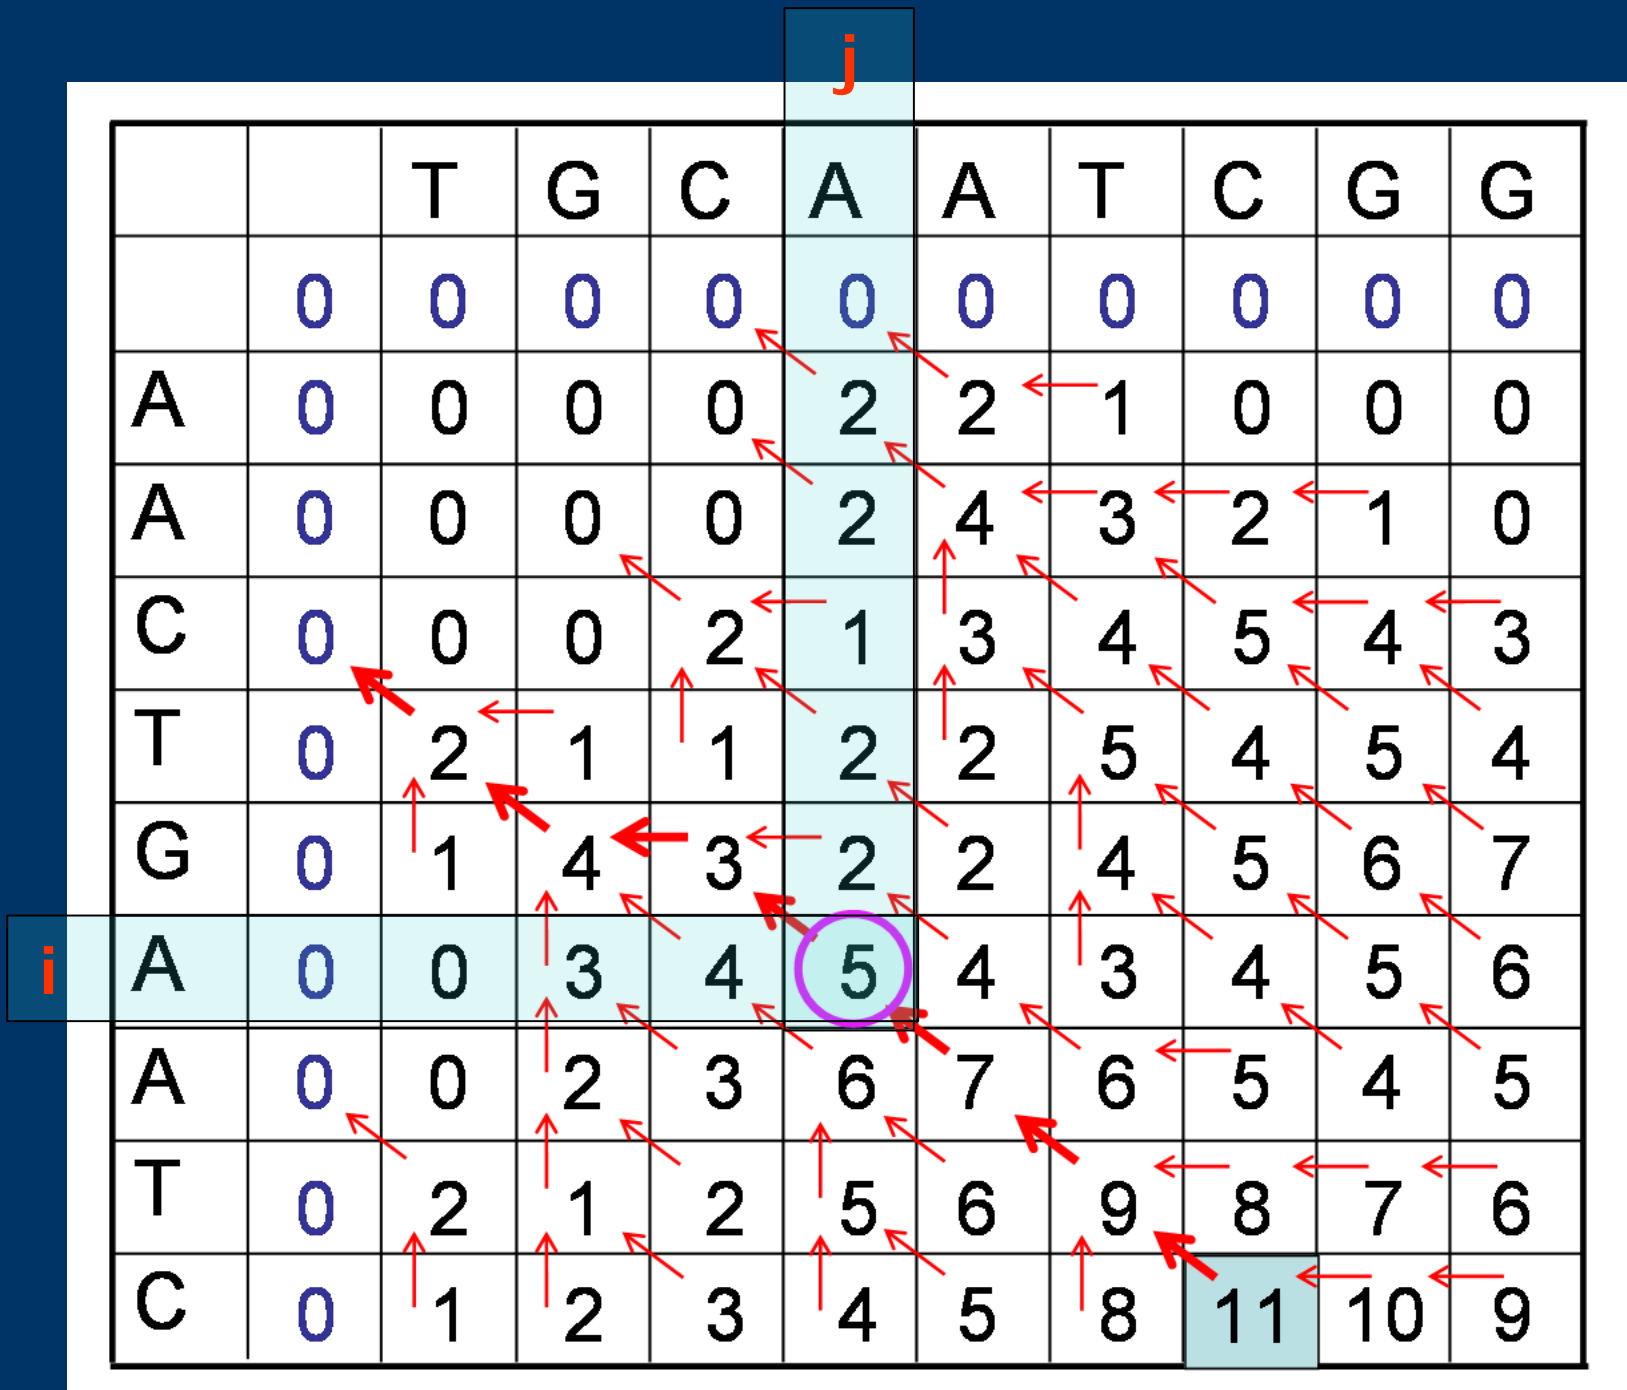 j
T G C A A T C G G
0 0 0 0 0 0 0 0 0 0
A 0 0 0 0 2 2 1 0 0 0
A 0 0 0 0 2 4 3 2 1 0
C 0 0 0 2 1 3 4 5 4 3
T 0 2 1 1 2 2 5 4 5 4
G 0 1 4 3 2 2 4 5 6 7
i A 0 0 3 4 5 4 3 4 5 6
A 0 0 2 3 6 7 6 5 4 5
T 0 2 1 2 5 6 9 8 7 6
C 0 1 2 3 4 5 8 11 10 9